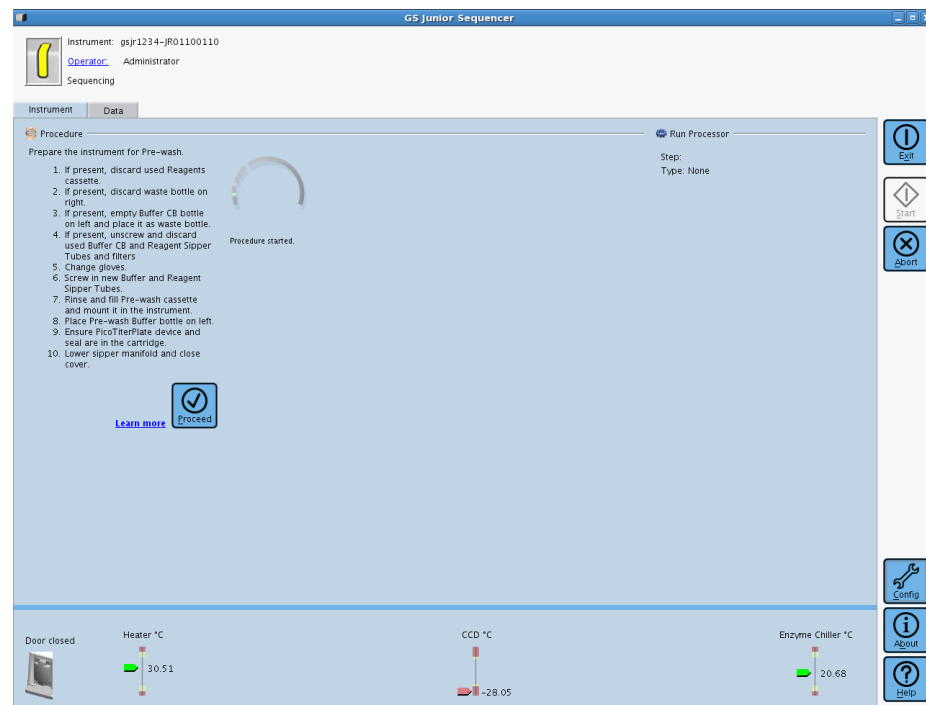 GS Junior Sequencer
Instrument: gsjr1234-JR01100110
Operator: Administrator
Sequencing
Instrument
Data
Procedure
Prepare the instrument for Pre-wash.
1. If present, discard used Reagents
cassette.
2. If present, discard waste bottle on
right.
3. If present, empty Buffer CB bottle
on left and place it as waste bottle.
4. If present, unscrew and discard
used Buffer CB and Reagent Sipper
Tubes and filters
5. Change gloves.
6. Screw in new Buffer and Reagent
Sipper Tubes.
7. Rinse and fill Pre-wash cassette
and mount it in the instrument.
8. Place Pre-wash Buffer bottle on left.
9. Ensure PicoTiterPlate device and
seal are in the cartridge.
10. Lower sipper manifold and close
cover.
Learn more
Proceed
Procedure started.
Run Processor
Step:
Type: None
Exit
Start
Abort
Config
About
Help
Door closed
Heater °C
30.51
CCD °C
-28.05
Enzyme Chiller °C
20.68